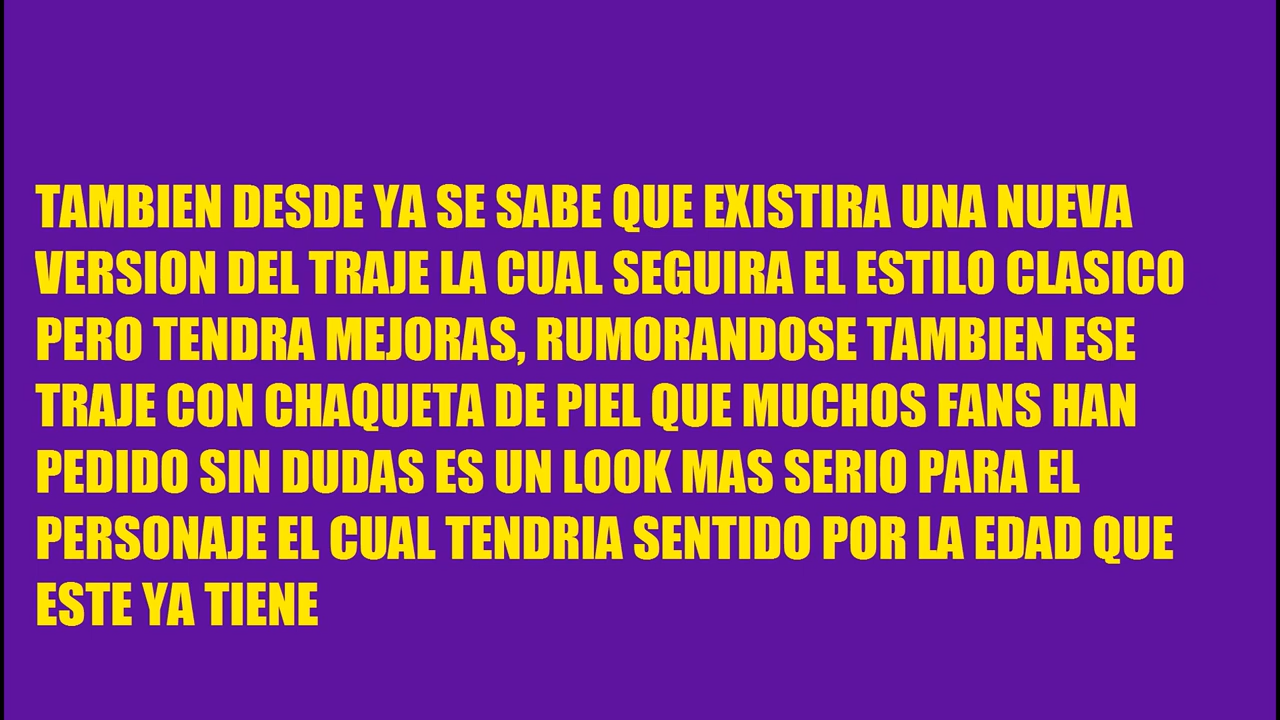 TAMBIEN DESDE YA SE SABE QUE EXISTIRA UNA NUEVA
VERSION DEL TRAJE LA CUAL SEGUIRA EL ESTILO CLASICO
PERO TENDRA MEJORAS, RUMORANDOSE TAMBIEN ESE
TRAJE CON CHAQUETA DE PIEL QUE MUCHOS FANS HAN
PEDIDO SIN DUDAS ES UN LOOK MAS SERIO PARA EL
PERSONAJE EL CUAL TENDRIA SENTIDO POR LA EDAD QUE
ESTE YA TIENE